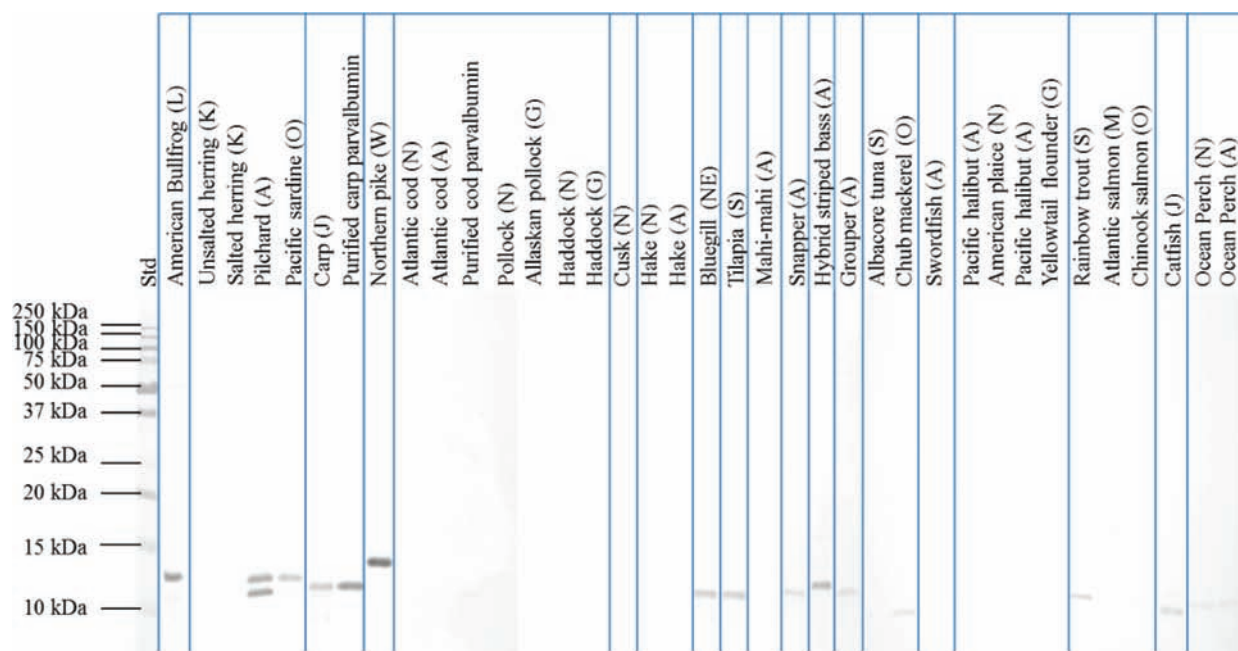 Std
American Bullfrog (L)
Unsalted herring (K)
Salted herring (K)
Pilchard (A)
Pacific sardine (O)
Carp (J)
Purified carp parvalbumin
Northern pike (W)
Atlantic cod (N)
Atlantic cod (A)
Purified cod parvalbumin
Pollock (N)
Allaskan pollock (G)
Haddock (N)
Haddock (G)
Cusk (N)
Hake (N)
Hake (A)
Bluegill (NE)
Tilapia (S)
Mahi-mahi (A)
Snapper (A)
Hybrid striped bass (A)
Grouper (A)
Albacore tuna (S)
Chub mackerel (O)
Swordfish (A)
Pacific halibut (A)
American plaice (N)
Pacific halibut (A)
Yellowtail flounder (G)
Rainbow trout (S)
Atlantic salmon (M)
Chinook salmon (O)
Catfish (J)
Ocean Perch (N)
Ocean Perch (A)
250 kDa
150 kDa
100 kDa
75 kDa
50 kDa
37 kDa
25 kDa
20 kDa
15 kDa
10 kDa